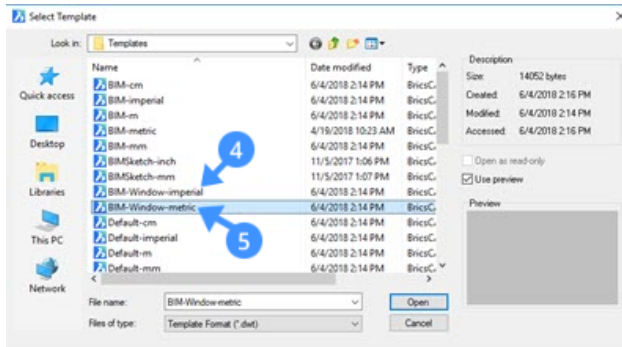 Select Template
Look in: Templates
Name Date modified Type
BIM-cm 6/4/2018 2:14 PM BricsC
BIM-imperial 6/4/2018 2:14 PM BricsC
BIM-m 6/4/2018 2:14 PM BricsC
BIM-metric 4/19/2018 10:23 AM BricsC
BIM-mm 6/4/2018 2:14 PM BricsC
BIMSketch-inch 11/5/2017 1:06 PM BricsC
BIMSketch-mm 11/5/2017 1:07 PM BricsC
BIM-Window-imperial 6/4/2018 2:14 PM BricsC
BIM-Window-metric 6/4/2018 2:14 PM BricsC
Default-cm 6/4/2018 2:14 PM BricsC
Default-imperial 6/4/2018 2:14 PM BricsC
Default-m 6/4/2018 2:14 PM BricsC
Default-mm 6/4/2018 2:14 PM BricsC
4
5
Quick access
Desktop
Libraries
This PC
Network
File name: BIM-Window-metric Open
Files of type: Template Format (*.dwt) Cancel
Description
Size: 14052 bytes
Created: 6/4/2018 2:16 PM
Modified: 6/4/2018 2:14 PM
Accessed: 6/4/2018 2:16 PM
Open as read-only
Use preview
Preview